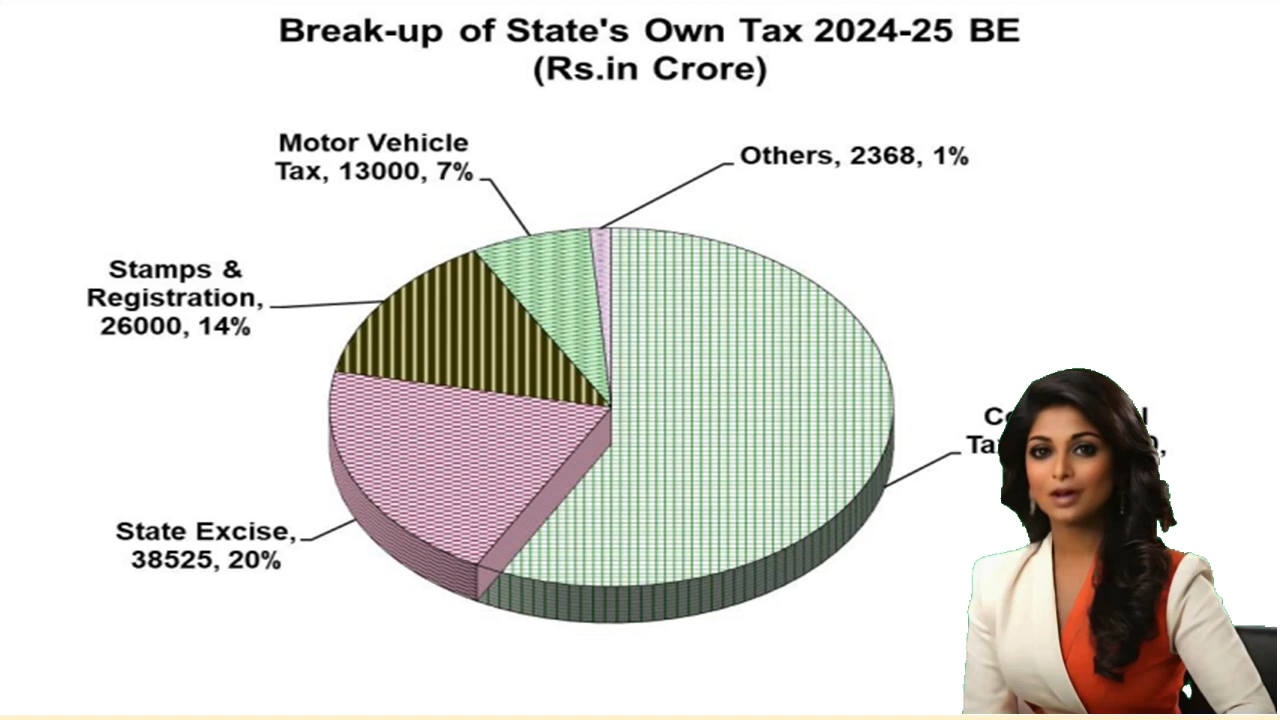 Break-up of State's Own Tax 2024-25 BE
(Rs.in Crore)
Motor Vehicle
Tax, 13000, 7%
Others, 2368, 1%
Stamps &
Registration,
26000, 14%
State Excise,
38525, 20%